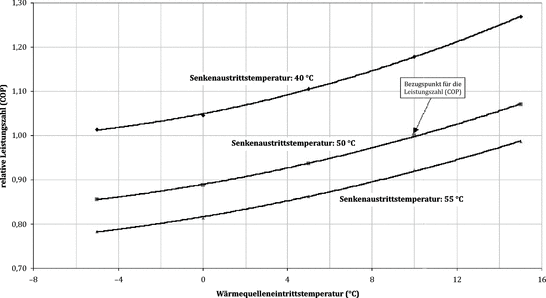 1,30
1,20
1,10
1,00
0,90
0,80
0,70
relative Leistungszahl (COP)
Senkenaustrittstemperatur: 40 °C
Bezugspunkt für die
Leistungszahl (COP)
Senkenaustrittstemperatur: 50 °C
Senkenaustrittstemperatur: 55 °C
−8
−4
0
4
8
12
16
Wärmequelleneintrittstemperatur (°C)